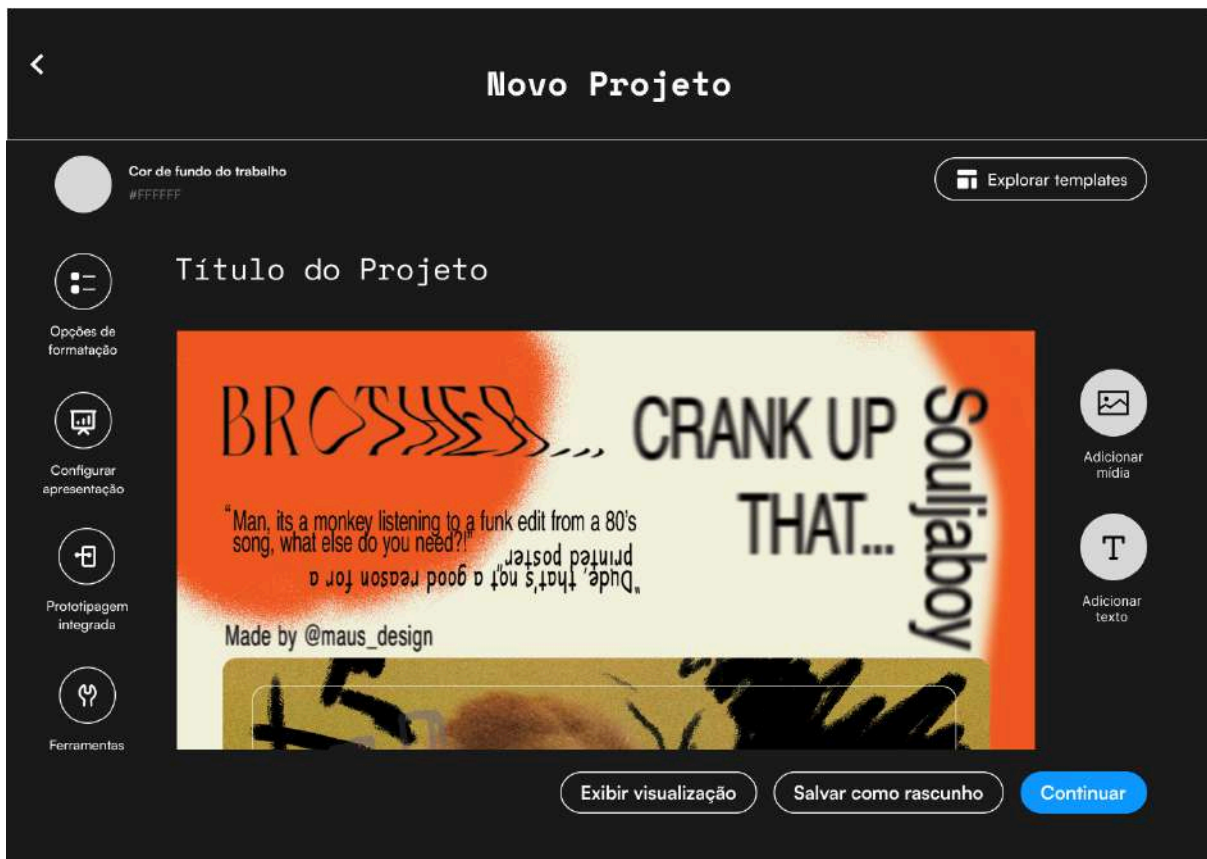 Novo Projeto
Cor de fundo do trabalho
#FFFFFF
Explorar templates
Título do Projeto
Opções de
formatação
Configurar
apresentação
Prototipagem
integrada
Ferramentas
BROTHER...
CRANK UP
THAT...
Souljaboy
“Man, its a monkey listening to a funk edit from a 80's
song, what else do you need?!”
“Dude, that's not a good reason for a
printed poster”
Made by @maus_design
Adicionar
mídia
T
Adicionar
texto
Exibir visualização
Salvar como rascunho
Continuar